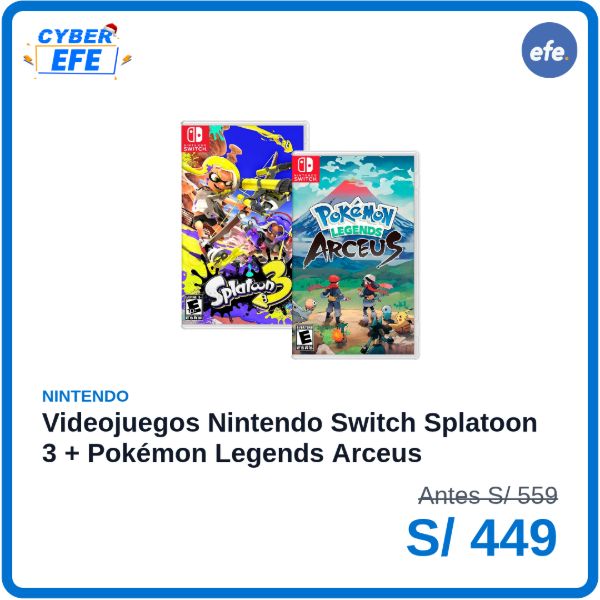 CYBER
EFE
efe.
NINTENDO
SWITCH
NINTENDO
SWITCH
POKéMON
LEGENDS
ARCEUS
Splatoon
3
EVERYONE
E
NINTENDO
Videojuegos Nintendo Switch Splatoon
3 + Pokémon Legends Arceus
Antes S/ 559
S/ 449